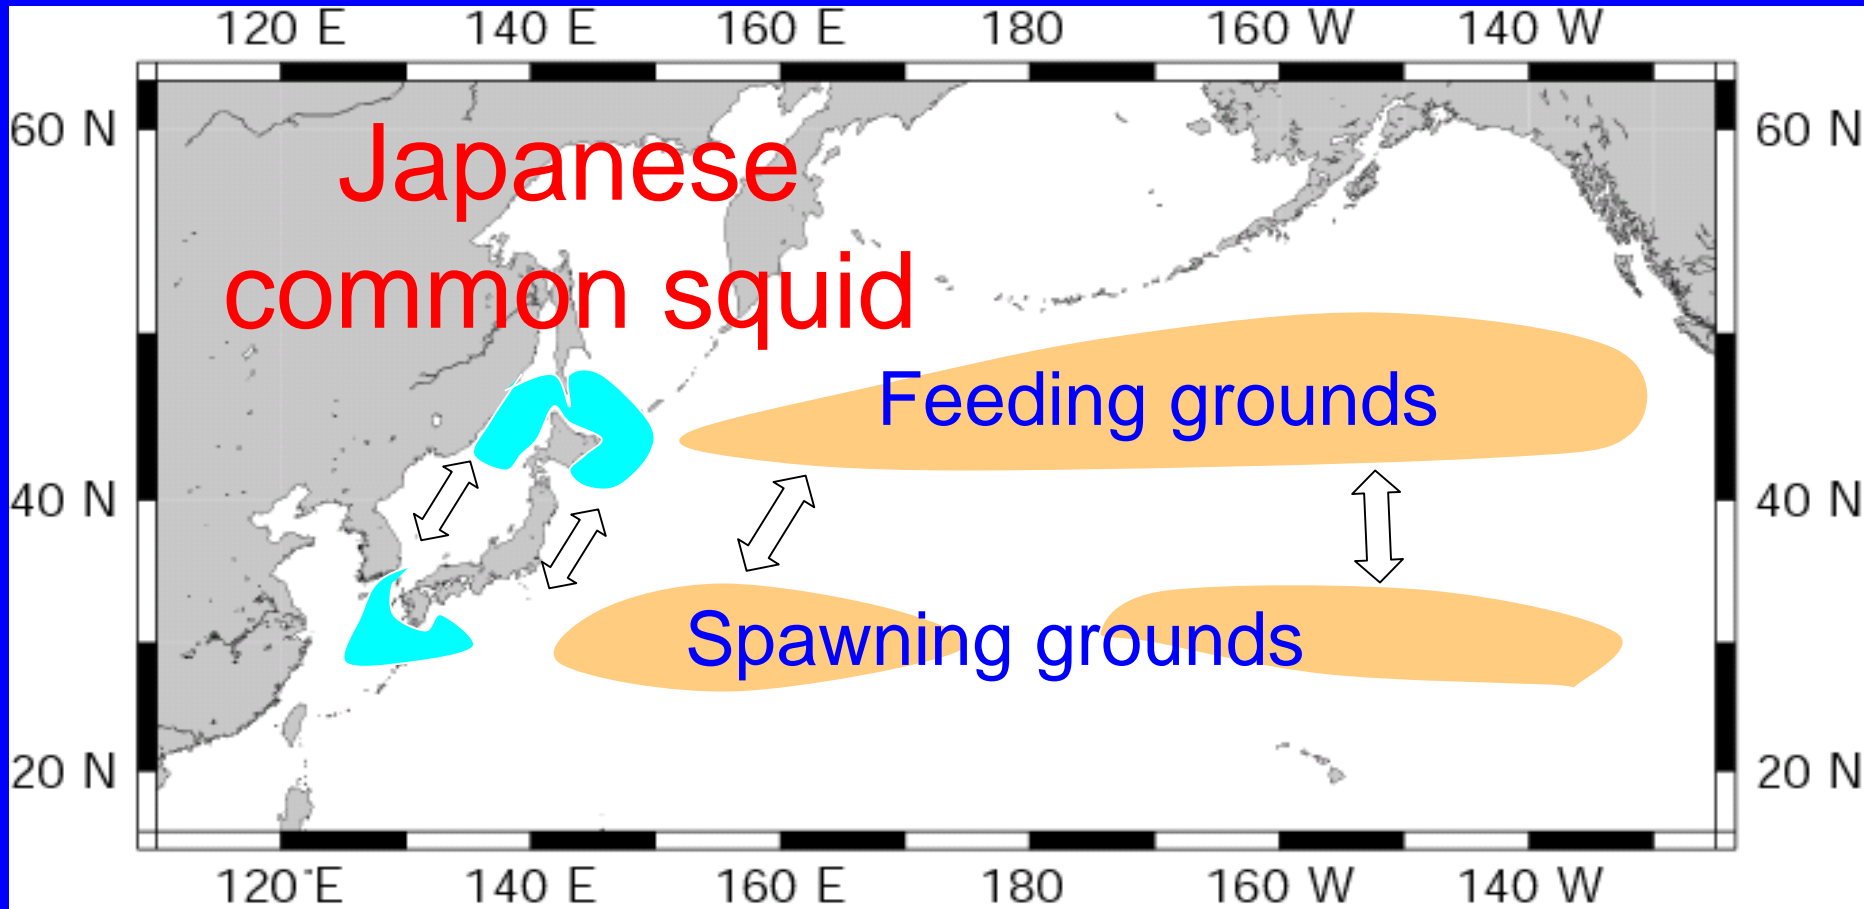 120 E 140 E 160 E 180 160 W 140 W
60 N 60 N
Japanese
common squid
Feeding grounds
40 N 40 N
Spawning grounds
20 N 20 N
120 E 140 E 160 E 180 160 W 140 W